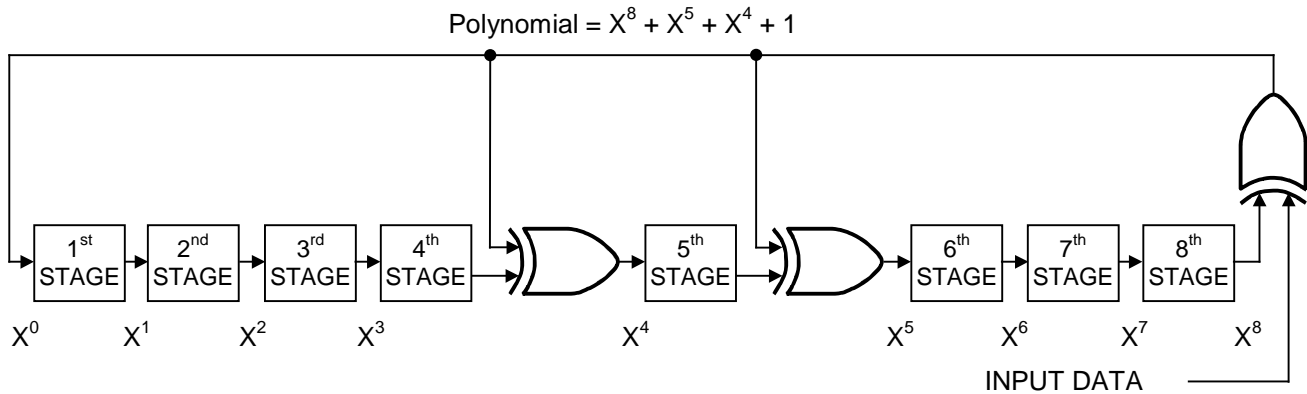 Polynomial = X⁸ + X⁵ + X⁴ + 1
1ˢᵗ STAGE
2ⁿᵈ STAGE
3ʳᵈ STAGE
4ᵗʰ STAGE
5ᵗʰ STAGE
6ᵗʰ STAGE
7ᵗʰ STAGE
8ᵗʰ STAGE
X⁰ X¹ X² X³ X⁴ X⁵ X⁶ X⁷ X⁸
INPUT DATA